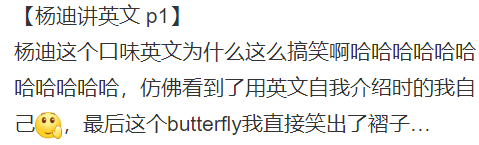 【杨迪讲英文 p1】
杨迪这个口味英文为什么这么搞笑啊哈哈哈哈哈哈
哈哈哈哈哈，仿佛看到了用英文自我介绍时的我自
己，最后这个butterfly我直接笑出了褶子…